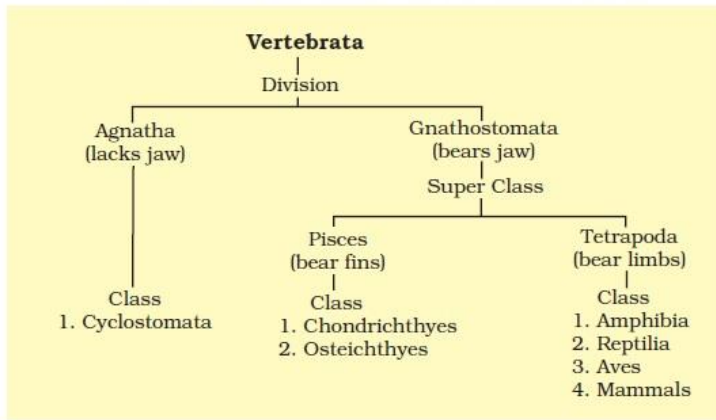 Vertebrata
Division
Agnatha
(lacks jaw)
Gnathostomata
(bears jaw)
Super Class
Pisces
(bear fins)
Tetrapoda
(bear limbs)
Class
1. Cyclostomata
Class
1. Chondrichthyes
2. Osteichthyes
Class
1. Amphibia
2. Reptilia
3. Aves
4. Mammals